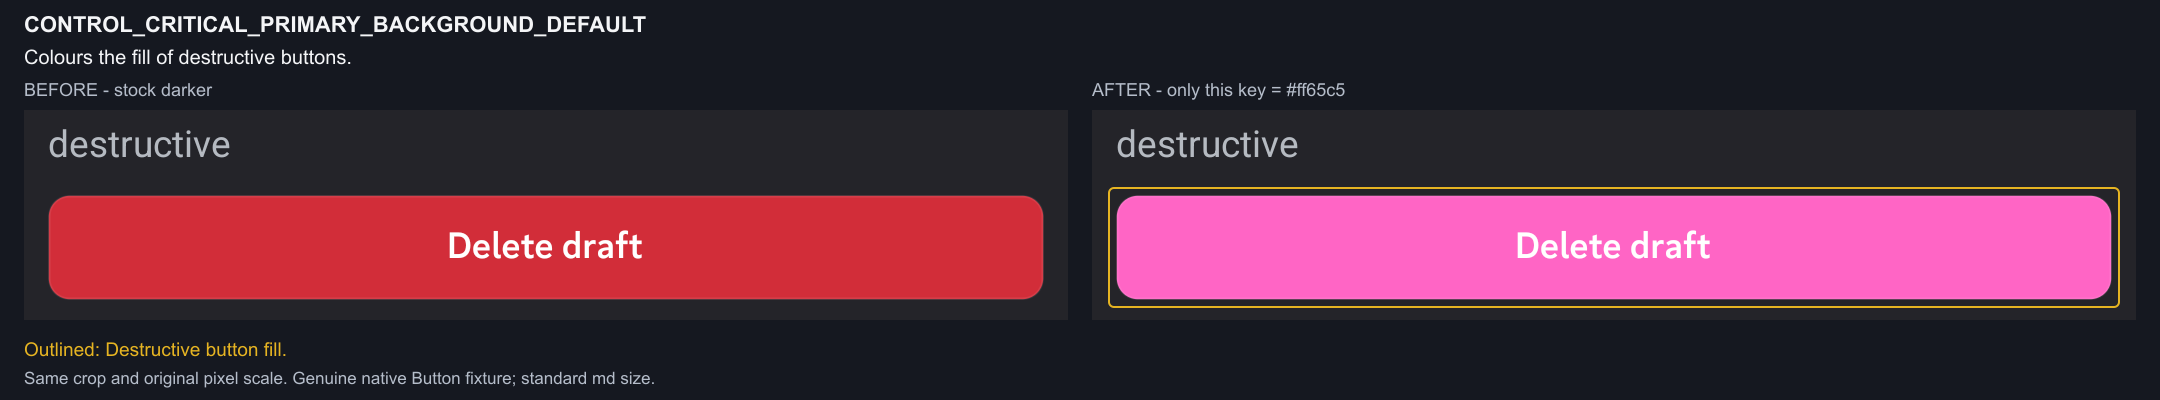 CONTROL_CRITICAL_PRIMARY_BACKGROUND_DEFAULT
Colours the fill of destructive buttons.
BEFORE - stock darker
destructive
Delete draft
AFTER - only this key = #ff65c5
destructive
Delete draft
Outlined: Destructive button fill.
Same crop and original pixel scale. Genuine native Button fixture; standard md size.